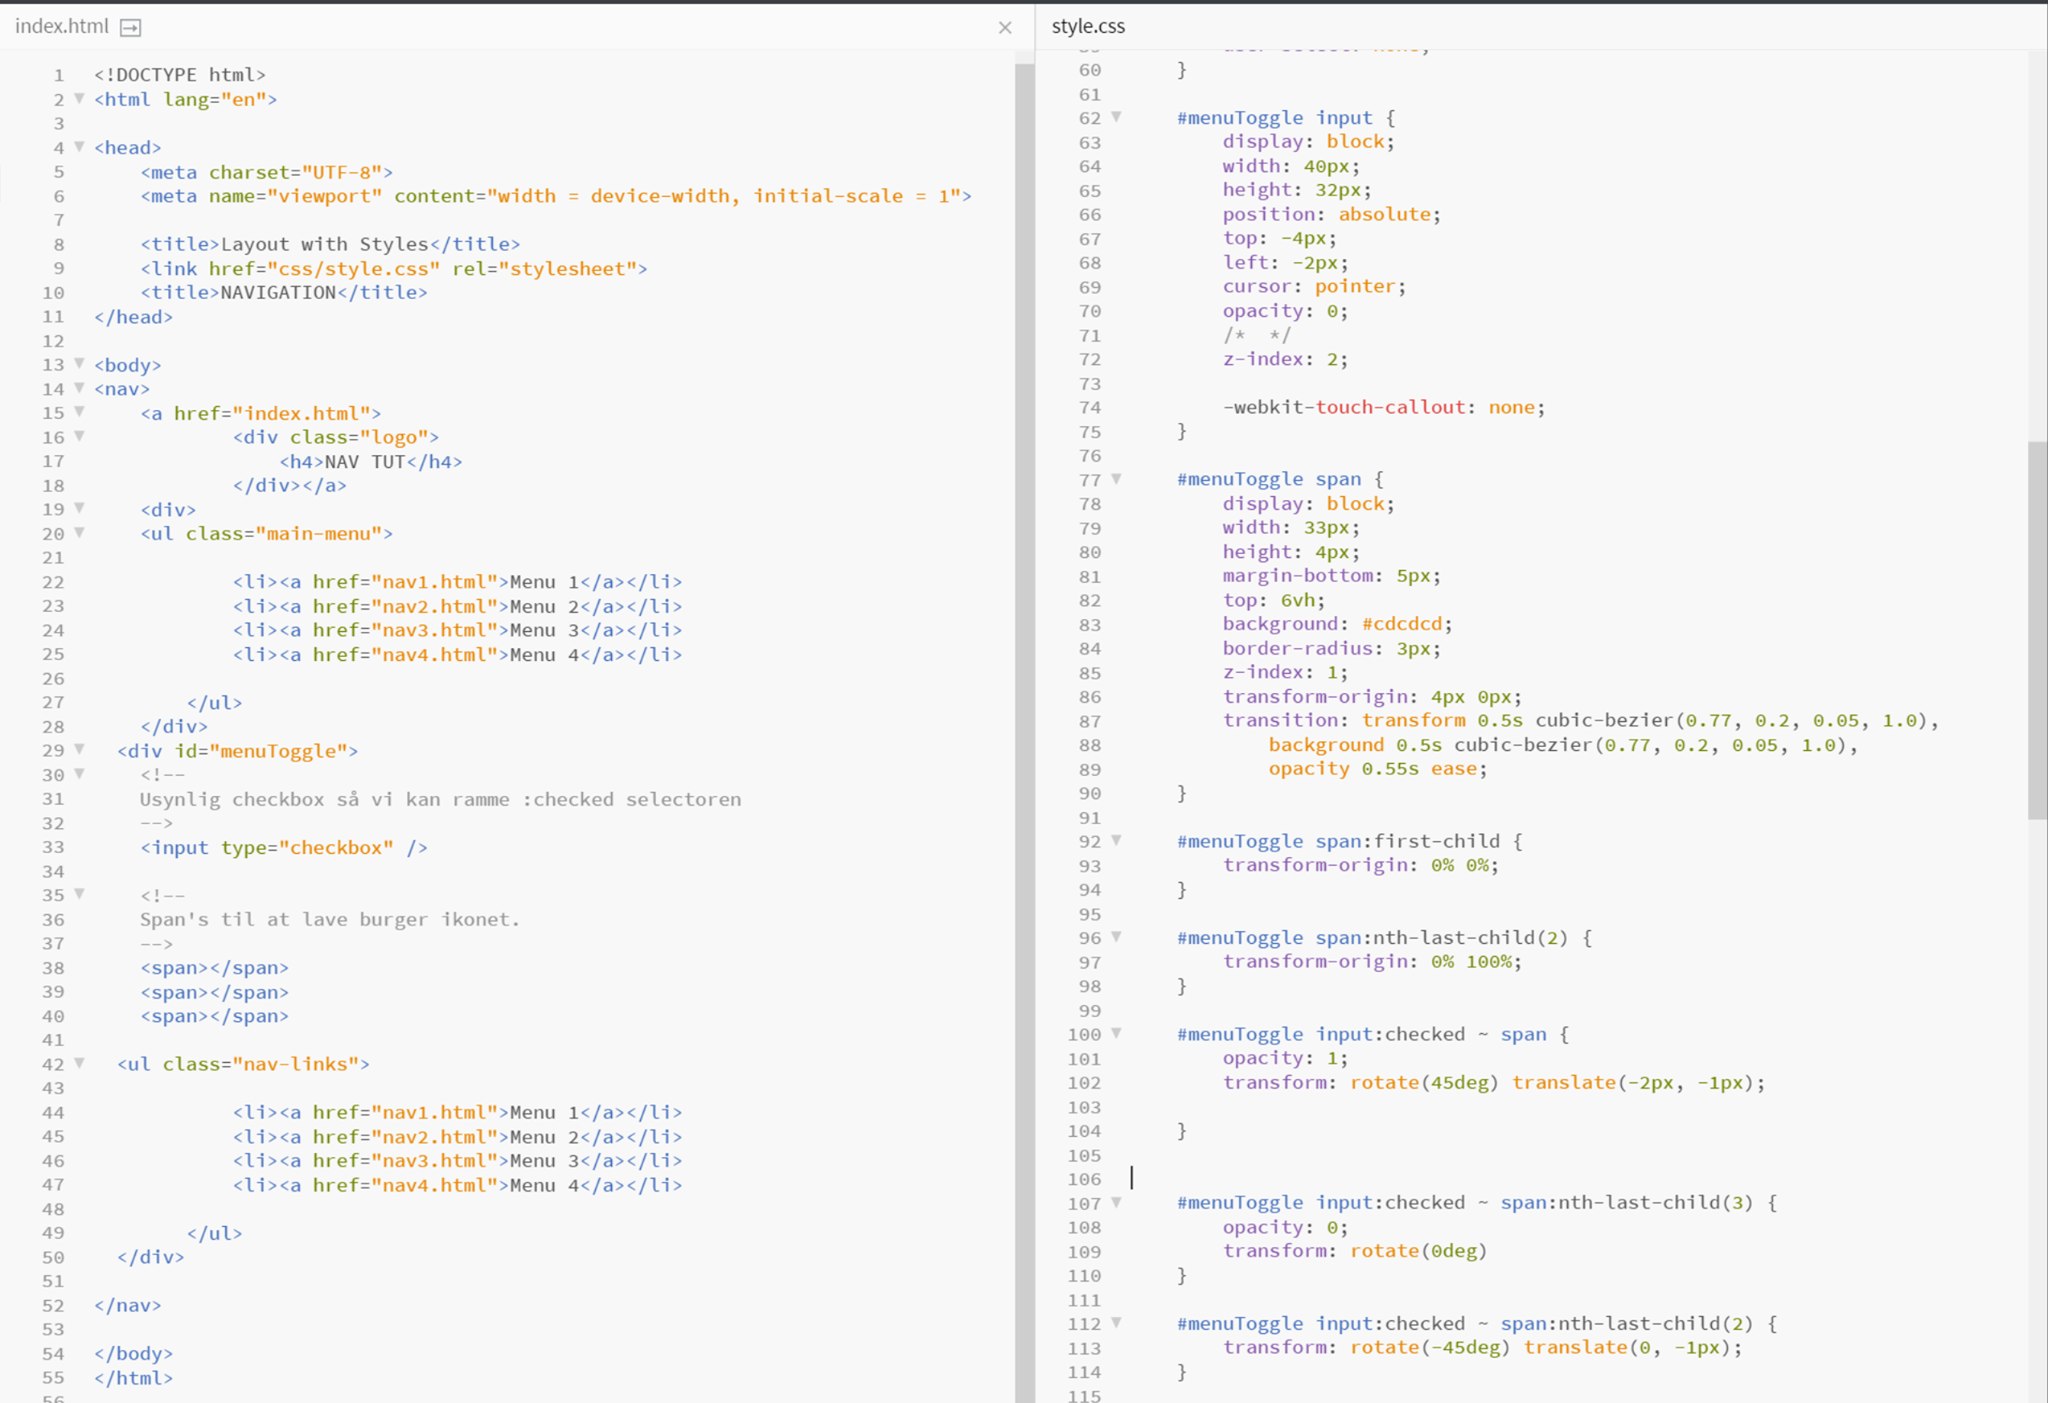 index.html
1 <!DOCTYPE html>
2 <html lang="en">
3
4 <head>
5 <meta charset="UTF-8">
6 <meta name="viewport" content="width = device-width, initial-scale = 1">
7
8 <title>Layout with Styles</title>
9 <link href="css/style.css" rel="stylesheet">
10 <title>NAVIGATION</title>
11 </head>
12
13 <body>
14 <nav>
15 <a href="index.html">
16 <div class="logo">
17 <h4>NAV TUT</h4>
18 </div></a>
19 <div>
20 <ul class="main-menu">
21
22 <li><a href="nav1.html">Menu 1</a></li>
23 <li><a href="nav2.html">Menu 2</a></li>
24 <li><a href="nav3.html">Menu 3</a></li>
25 <li><a href="nav4.html">Menu 4</a></li>
26
27 </ul>
28 </div>
29 <div id="menuToggle">
30 <!--
31 Usynlig checkbox så vi kan ramme :checked selectoren
32 -->
33 <input type="checkbox" />
34
35 <!--
36 Span's til at lave burger ikonet.
37 -->
38 <span></span>
39 <span></span>
40 <span></span>
41
42 <ul class="nav-links">
43
44 <li><a href="nav1.html">Menu 1</a></li>
45 <li><a href="nav2.html">Menu 2</a></li>
46 <li><a href="nav3.html">Menu 3</a></li>
47 <li><a href="nav4.html">Menu 4</a></li>
48
49 </ul>
50 </div>
51
52 </nav>
53
54 </body>
55 </html>
56
style.css
60 }
61
62 #menuToggle input {
63 display: block;
64 width: 40px;
65 height: 32px;
66 position: absolute;
67 top: -4px;
68 left: -2px;
69 cursor: pointer;
70 opacity: 0;
71 /*  */
72 z-index: 2;
73
74 -webkit-touch-callout: none;
75 }
76
77 #menuToggle span {
78 display: block;
79 width: 33px;
80 height: 4px;
81 margin-bottom: 5px;
82 top: 6vh;
83 background: #cdcdcd;
84 border-radius: 3px;
85 z-index: 1;
86 transform-origin: 4px 0px;
87 transition: transform 0.5s cubic-bezier(0.77, 0.2, 0.05, 1.0),
88 background 0.5s cubic-bezier(0.77, 0.2, 0.05, 1.0),
89 opacity 0.55s ease;
90 }
91
92 #menuToggle span:first-child {
93 transform-origin: 0% 0%;
94 }
95
96 #menuToggle span:nth-last-child(2) {
97 transform-origin: 0% 100%;
98 }
99
100 #menuToggle input:checked ~ span {
101 opacity: 1;
102 transform: rotate(45deg) translate(-2px, -1px);
103
104 }
105
106
107 #menuToggle input:checked ~ span:nth-last-child(3) {
108 opacity: 0;
109 transform: rotate(0deg)
110 }
111
112 #menuToggle input:checked ~ span:nth-last-child(2) {
113 transform: rotate(-45deg) translate(0, -1px);
114 }
115